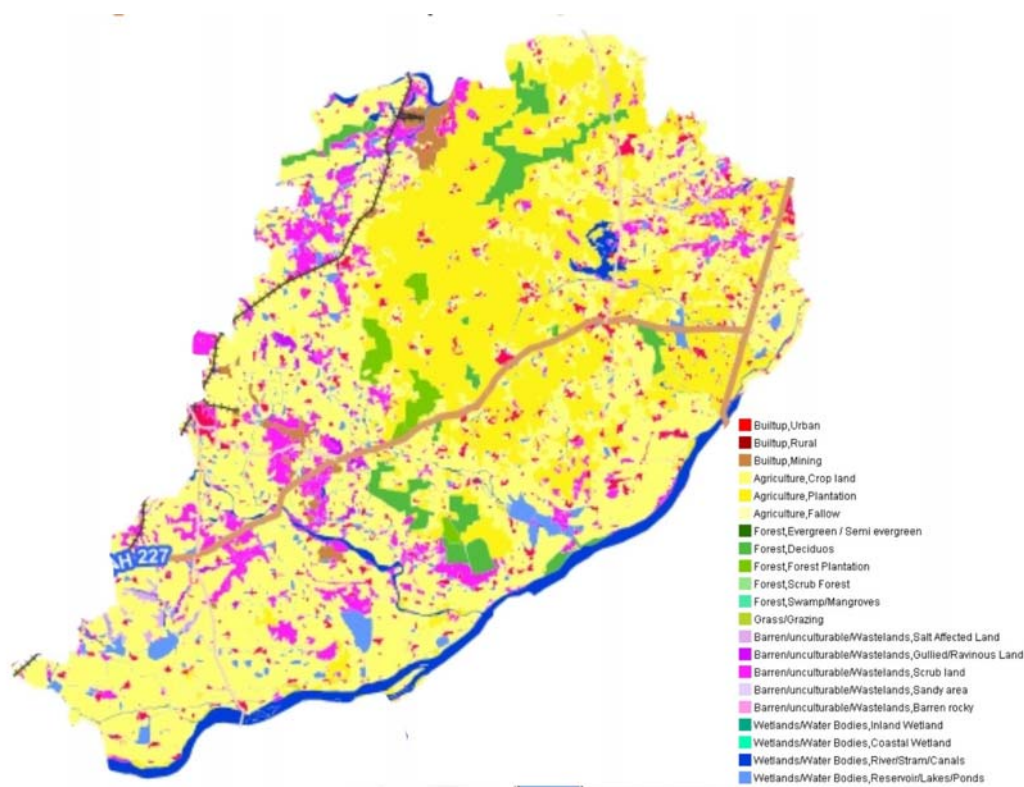 AH 227
Builtup,Urban
Builtup,Rural
Builtup,Mining
Agriculture,Crop land
Agriculture,Plantation
Agriculture,Fallow
Forest,Evergreen / Semi evergreen
Forest,Deciduos
Forest,Forest Plantation
Forest,Scrub Forest
Forest,Swamp/Mangroves
Grass/Grazing
Barren/unculturable/Wastelands,Salt Affected Land
Barren/unculturable/Wastelands,Gullied/Ravinous Land
Barren/unculturable/Wastelands,Scrub land
Barren/unculturable/Wastelands,Sandy area
Barren/unculturable/Wastelands,Barren rocky
Wetlands/Water Bodies,Inland Wetland
Wetlands/Water Bodies,Coastal Wetland
Wetlands/Water Bodies,River/Stram/Canals
Wetlands/Water Bodies,Reservoir/Lakes/Ponds